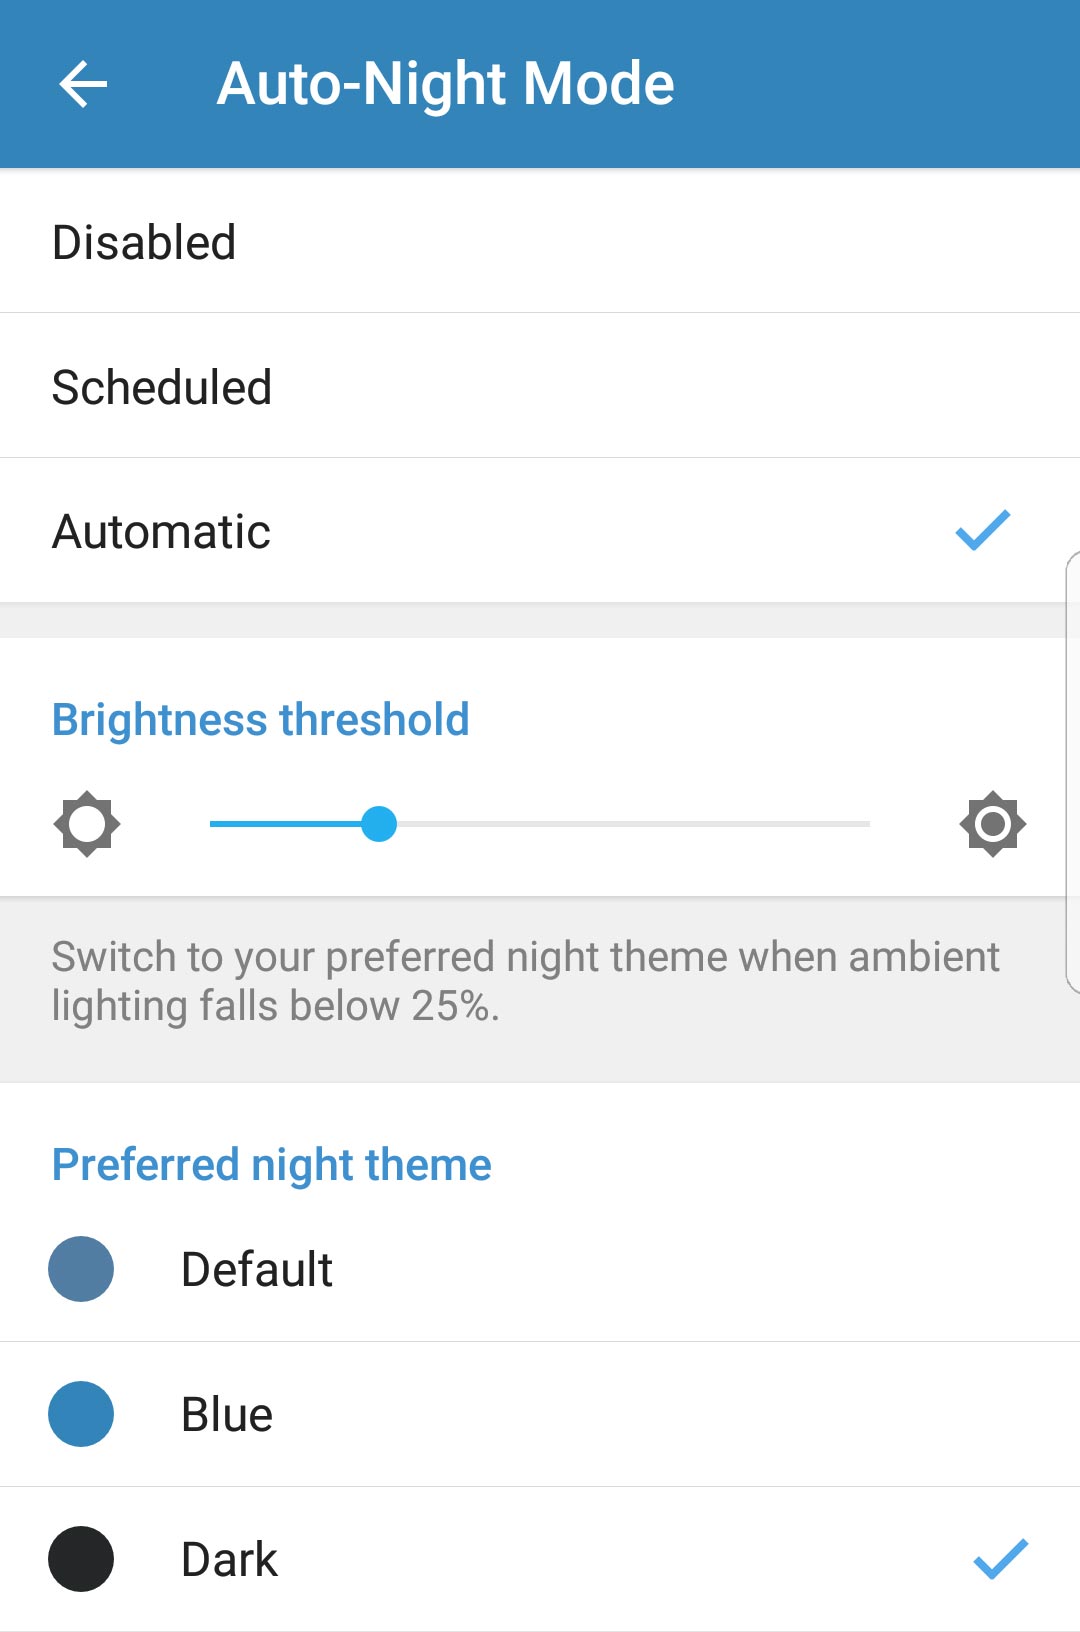 Auto-Night Mode
Disabled
Scheduled
Automatic
Brightness threshold
Switch to your preferred night theme when ambient
lighting falls below 25%.
Preferred night theme
Default
Blue
Dark